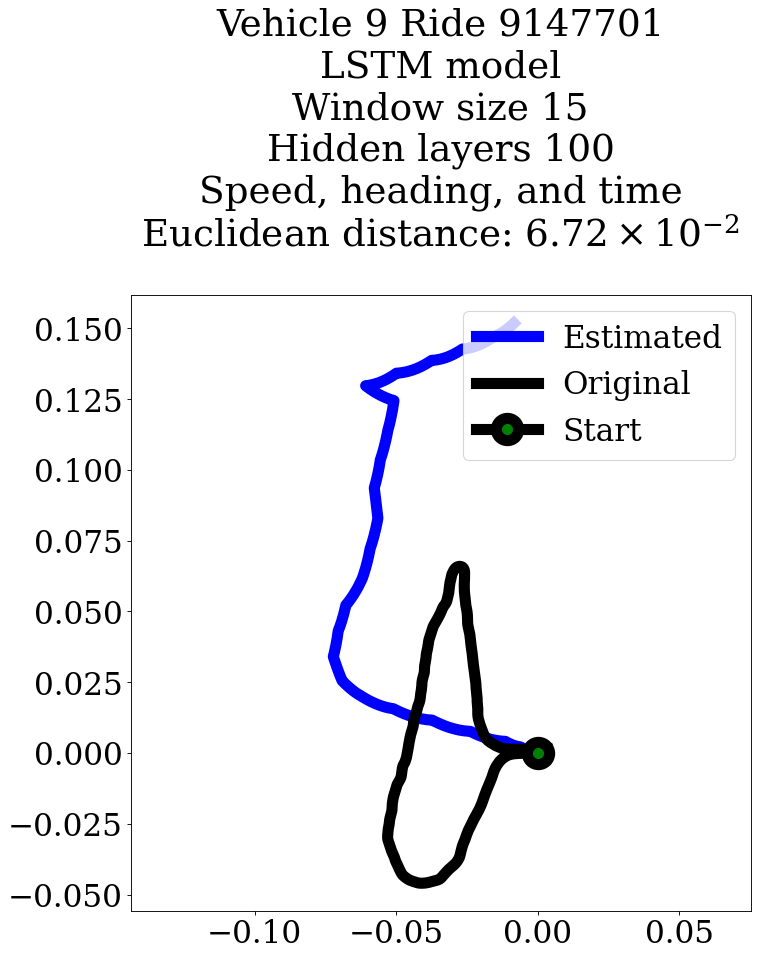 Vehicle 9 Ride 9147701
LSTM model
Window size 15
Hidden layers 100
Speed, heading, and time
Euclidean distance: 6.72 × 10⁻²
Estimated
Original
Start
0.150
0.125
0.100
0.075
0.050
0.025
0.000
−0.025
−0.050
−0.10
−0.05
0.00
0.05